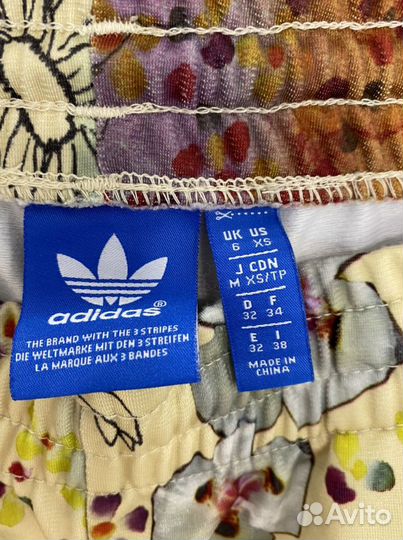 adidas®
THE BRAND WITH THE 3 STRIPES
DIE WELTMARKE MIT DEN 3 STREIFEN
LA MARQUE AUX 3 BANDES
UK US
6 XS
J CDN
M XS/TP
D F
32 34
E I
32 38
MADE IN
CHINA
Avito